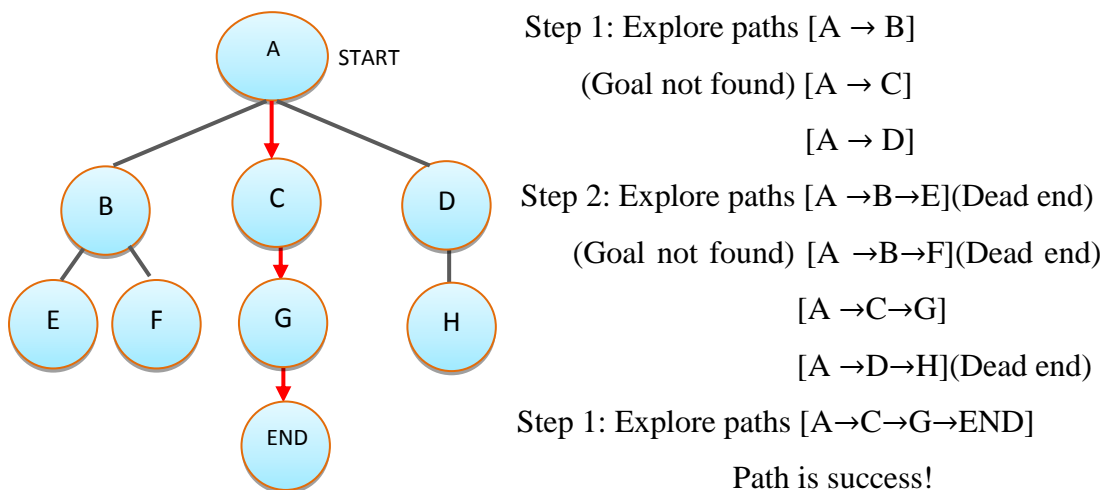 A
START
B
C
D
E
F
G
H
END
Step 1: Explore paths [A → B]
(Goal not found) [A → C]
[A → D]
Step 2: Explore paths [A →B→E](Dead end)
(Goal not found) [A →B→F](Dead end)
[A →C→G]
[A →D→H](Dead end)
Step 1: Explore paths [A→C→G→END]
Path is success!